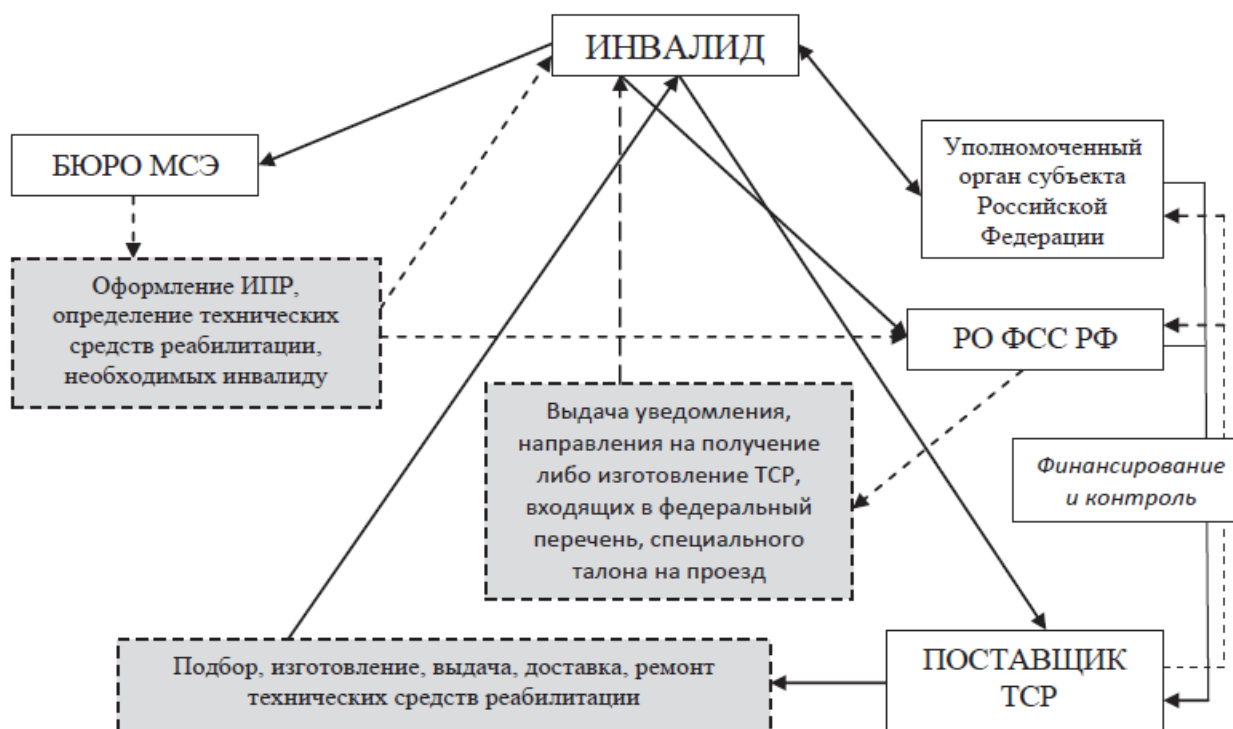 ИНВАЛИД
БЮРО МСЭ
Уполномоченный
орган субъекта
Российской
Федерации
Оформление ИПР,
определение технических
средств реабилитации,
необходимых инвалиду
РО ФСС РФ
Выдача уведомления,
направления на получение
либо изготовление ТСР,
входящих в федеральный
перечень, специального
талона на проезд
Финансирование
и контроль
Подбор, изготовление, выдача, доставка, ремонт
технических средств реабилитации
ПОСТАВЩИК
ТСР